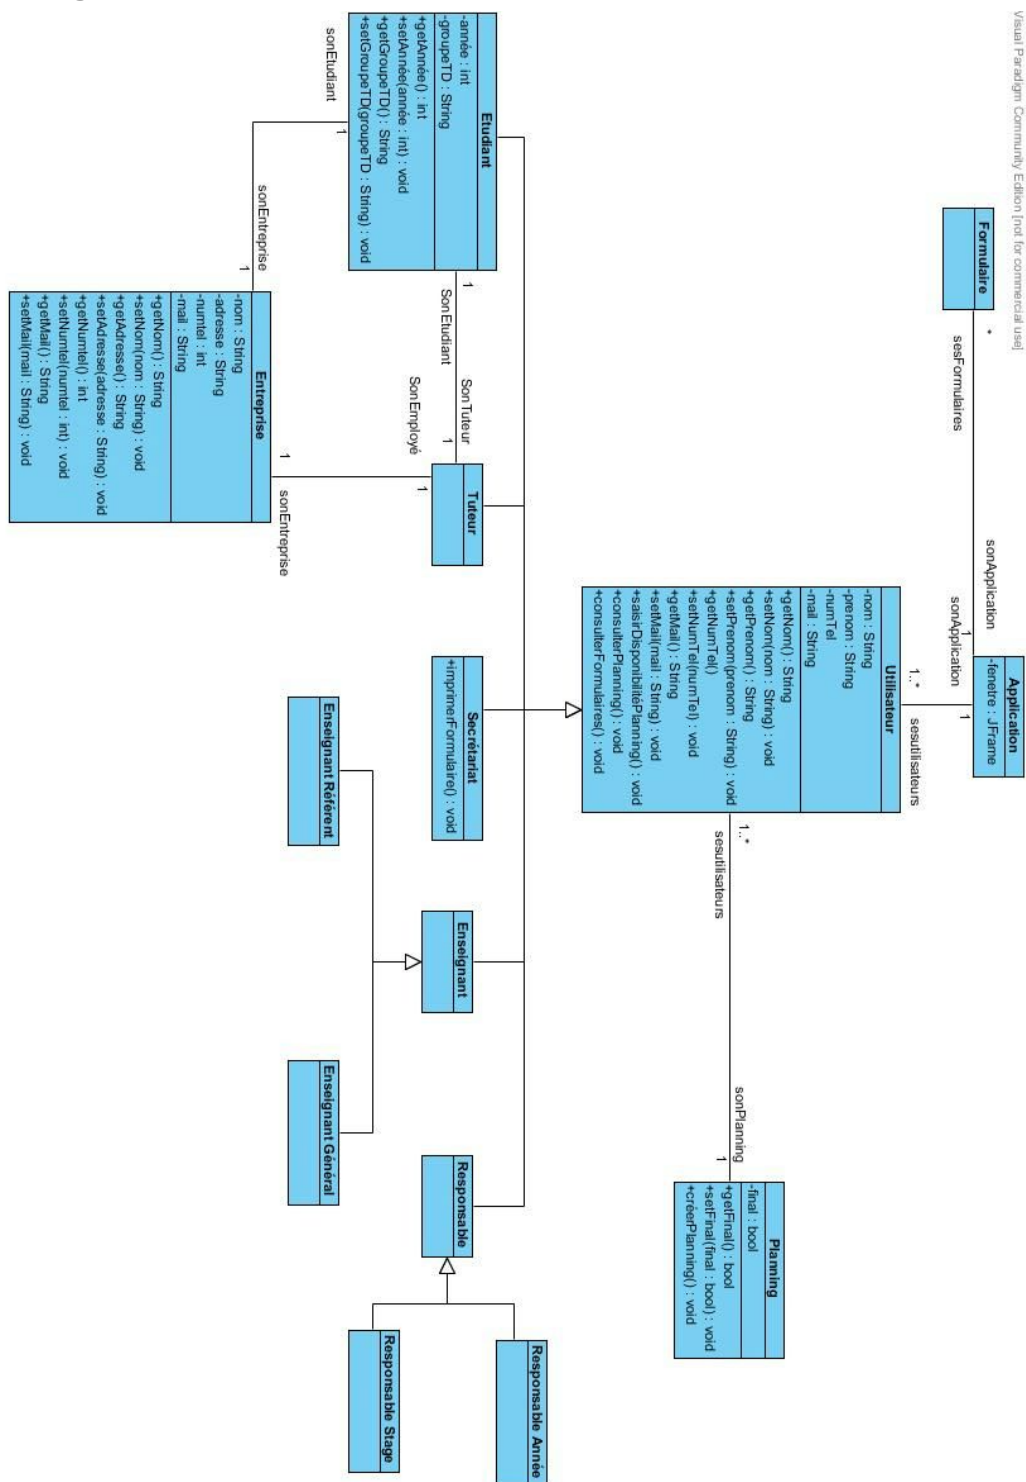 Visual Paradigm Community Edition [not for commercial use]
Formulaire
*
sesFormulaires
sonApplication
1
Application
-fenetre : JFrame
sonApplication
1
1..*
sesutilisateurs
Utilisateur
-nom : String
-prenom : String
-numTel
-mail : String
+getNom() : String
+setNom(nom : String) : void
+getPrenom() : String
+setPrenom(prenom : String) : void
+getNumTel()
+setNumTel(numTel) : void
+getMail() : String
+setMail(mail : String) : void
+saisirDisponibilitéPlanning() : void
+consulterPlanning() : void
+consulterFormulaires() : void
1..*
sesutilisateurs
sonPlanning
1
Planning
-final : bool
+getFinal() : bool
+setFinal(final : bool) : void
+créerPlanning() : void
Etudiant
-année : int
-groupeTD : String
+getAnnée() : int
+setAnnée(année : int) : void
+getGroupeTD() : String
+setGroupeTD(groupeTD : String) : void
1
SonEtudiant
SonTuteur
1
Tuteur
Secrétariat
+imprimerFormulaire() : void
Enseignant
Responsable
Responsable Année
Responsable Stage
Enseignant Référent
Enseignant Général
sonEtudiant
1
sonEntreprise
1
SonEmployé
1
1
sonEntreprise
Entreprise
-nom : String
-adresse : String
-numtel : int
-mail : String
+getNom() : String
+setNom(nom : String) : void
+getAdresse() : String
+setAdresse(adresse : String) : void
+getNumtel() : int
+setNumtel(numtel : int) : void
+getMail() : String
+setMail(mail : String) : void